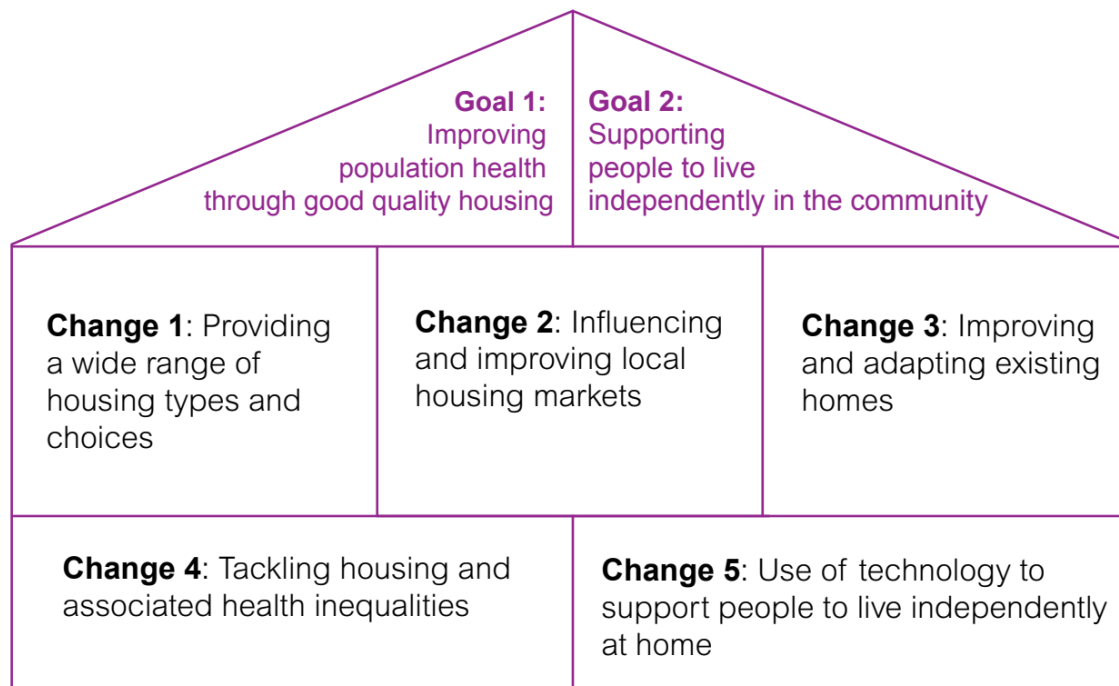 Goal 1:
Improving
population health
through good quality housing
Goal 2:
Supporting
people to live
independently in the community
Change 1: Providing
a wide range of
housing types and
choices
Change 2: Influencing
and improving local
housing markets
Change 3: Improving
and adapting existing
homes
Change 4: Tackling housing and
associated health inequalities
Change 5: Use of technology to
support people to live independently
at home